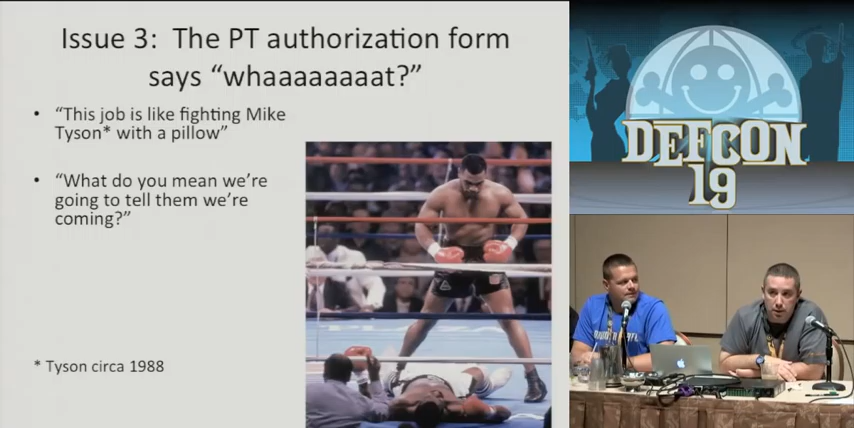 Issue 3: The PT authorization form
says “whaaaaaaaat?”
• “This job is like fighting Mike
Tyson* with a pillow”
• “What do you mean we’re
going to tell them we’re
coming?”
* Tyson circa 1988
DEFCON
19